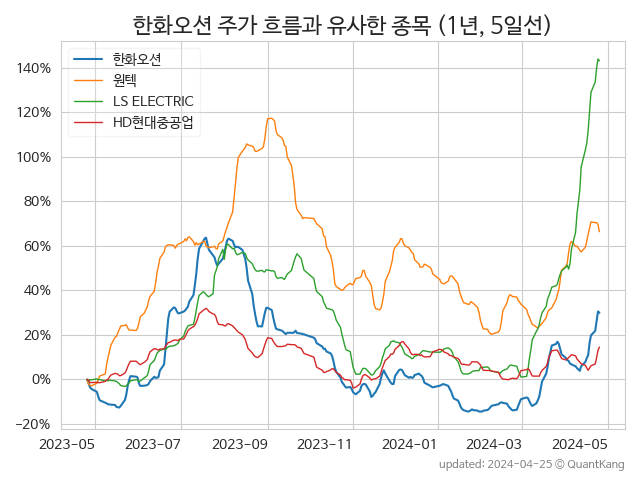 한화오션 주가 흐름과 유사한 종목 (1년, 5일선)
한화오션
원텍
LS ELECTRIC
HD현대중공업
140%
120%
100%
80%
60%
40%
20%
0%
−20%
2023-05 2023-07 2023-09 2023-11 2024-01 2024-03 2024-05
updated: 2024-04-25 © QuantKang